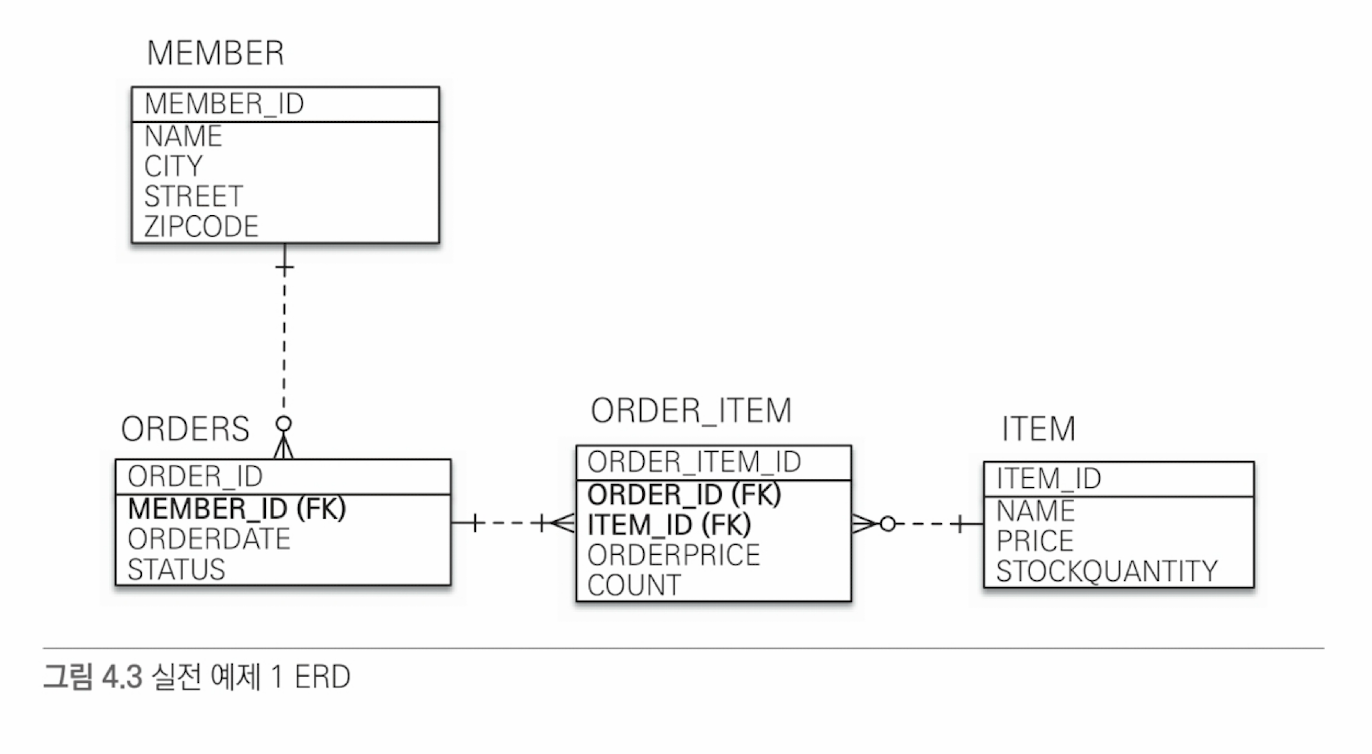 MEMBER
MEMBER_ID
NAME
CITY
STREET
ZIPCODE
ORDERS
ORDER_ID
MEMBER_ID (FK)
ORDERDATE
STATUS
ORDER_ITEM
ORDER_ITEM_ID
ORDER_ID (FK)
ITEM_ID (FK)
ORDERPRICE
COUNT
ITEM
ITEM_ID
NAME
PRICE
STOCKQUANTITY
그림 4.3 실전 예제 1 ERD